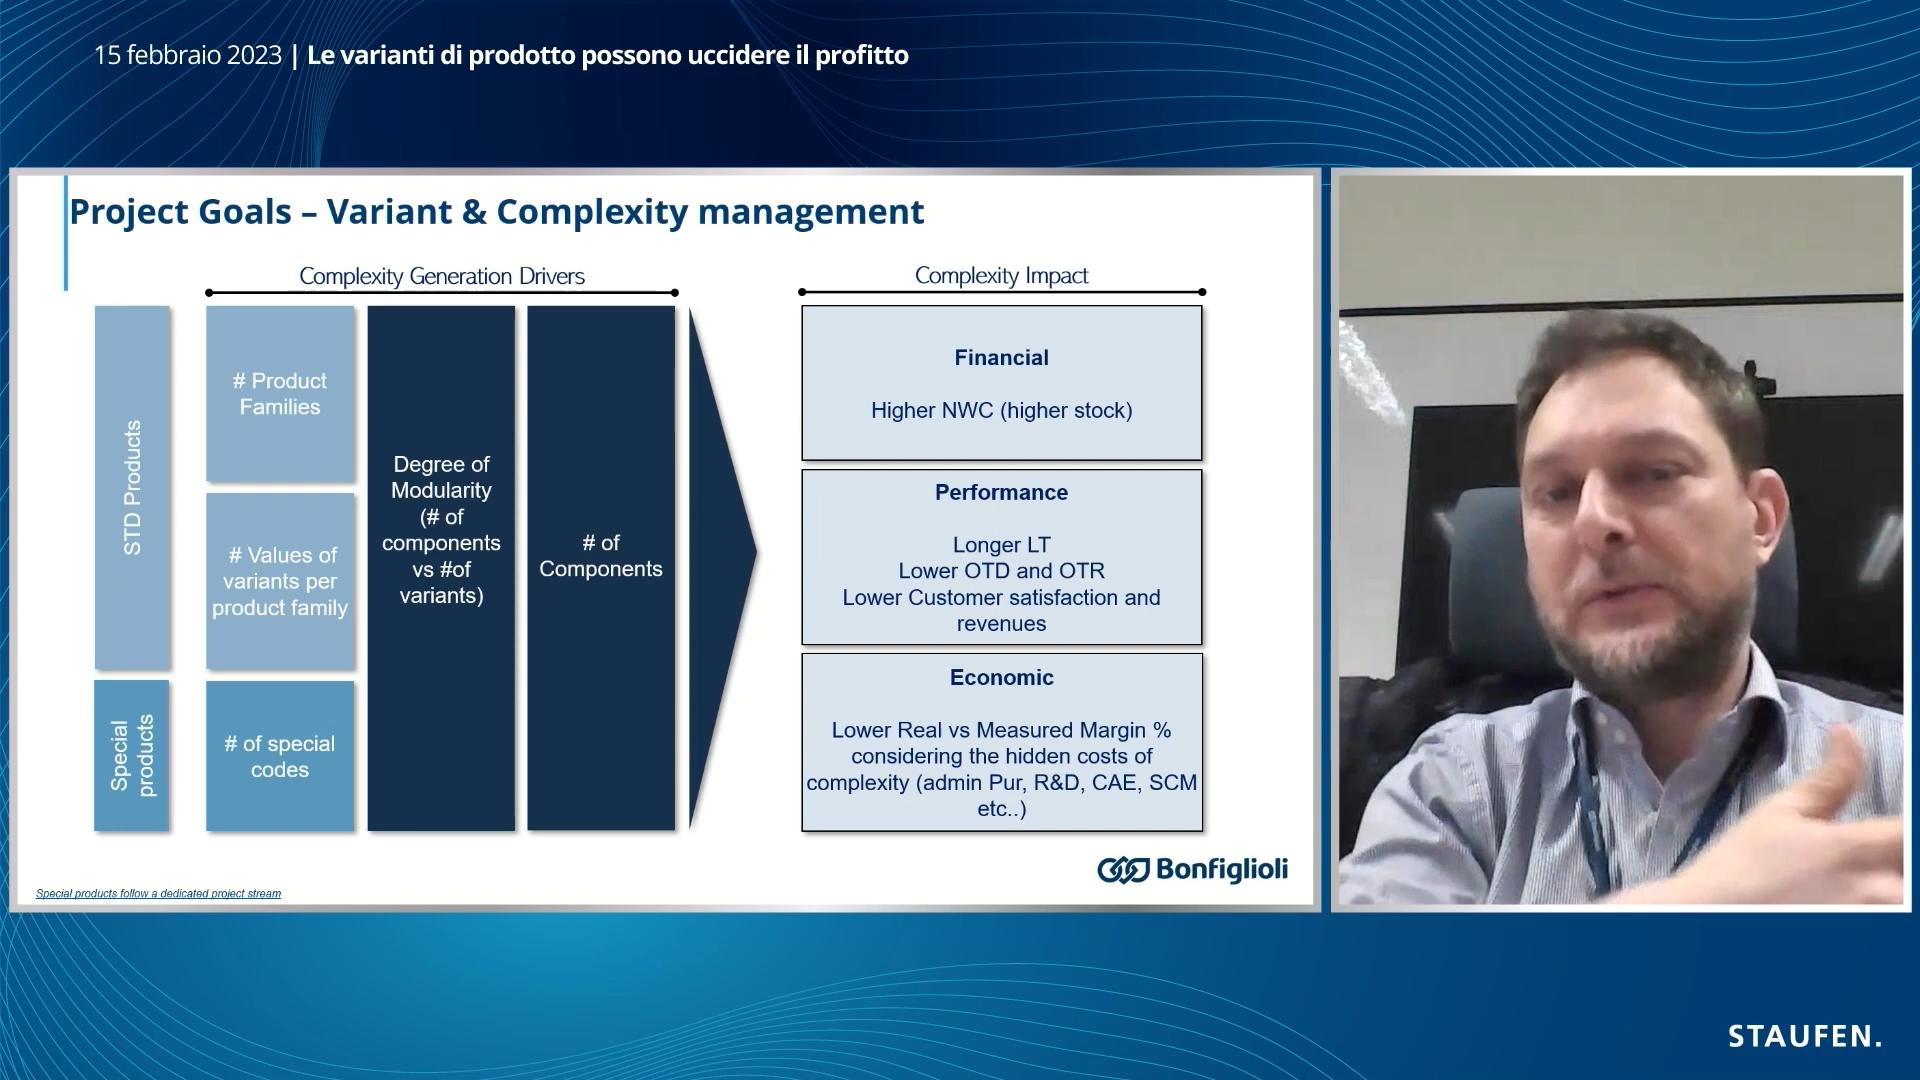 15 febbraio 2023 | Le varianti di prodotto possono uccidere il profitto
Project Goals – Variant & Complexity management
Complexity Generation Drivers
STD Products
Special
products
# Product
Families
# Values of
variants per
product family
# of special
codes
Degree of
Modularity
(# of
components
vs #of
variants)
# of
Components
Complexity Impact
Financial
Higher NWC (higher stock)
Performance
Longer LT
Lower OTD and OTR
Lower Customer satisfaction and
revenues
Economic
Lower Real vs Measured Margin %
considering the hidden costs of
complexity (admin Pur, R&D, CAE, SCM
etc..)
Bonfiglioli
Special products follow a dedicated project stream
STAUFEN.